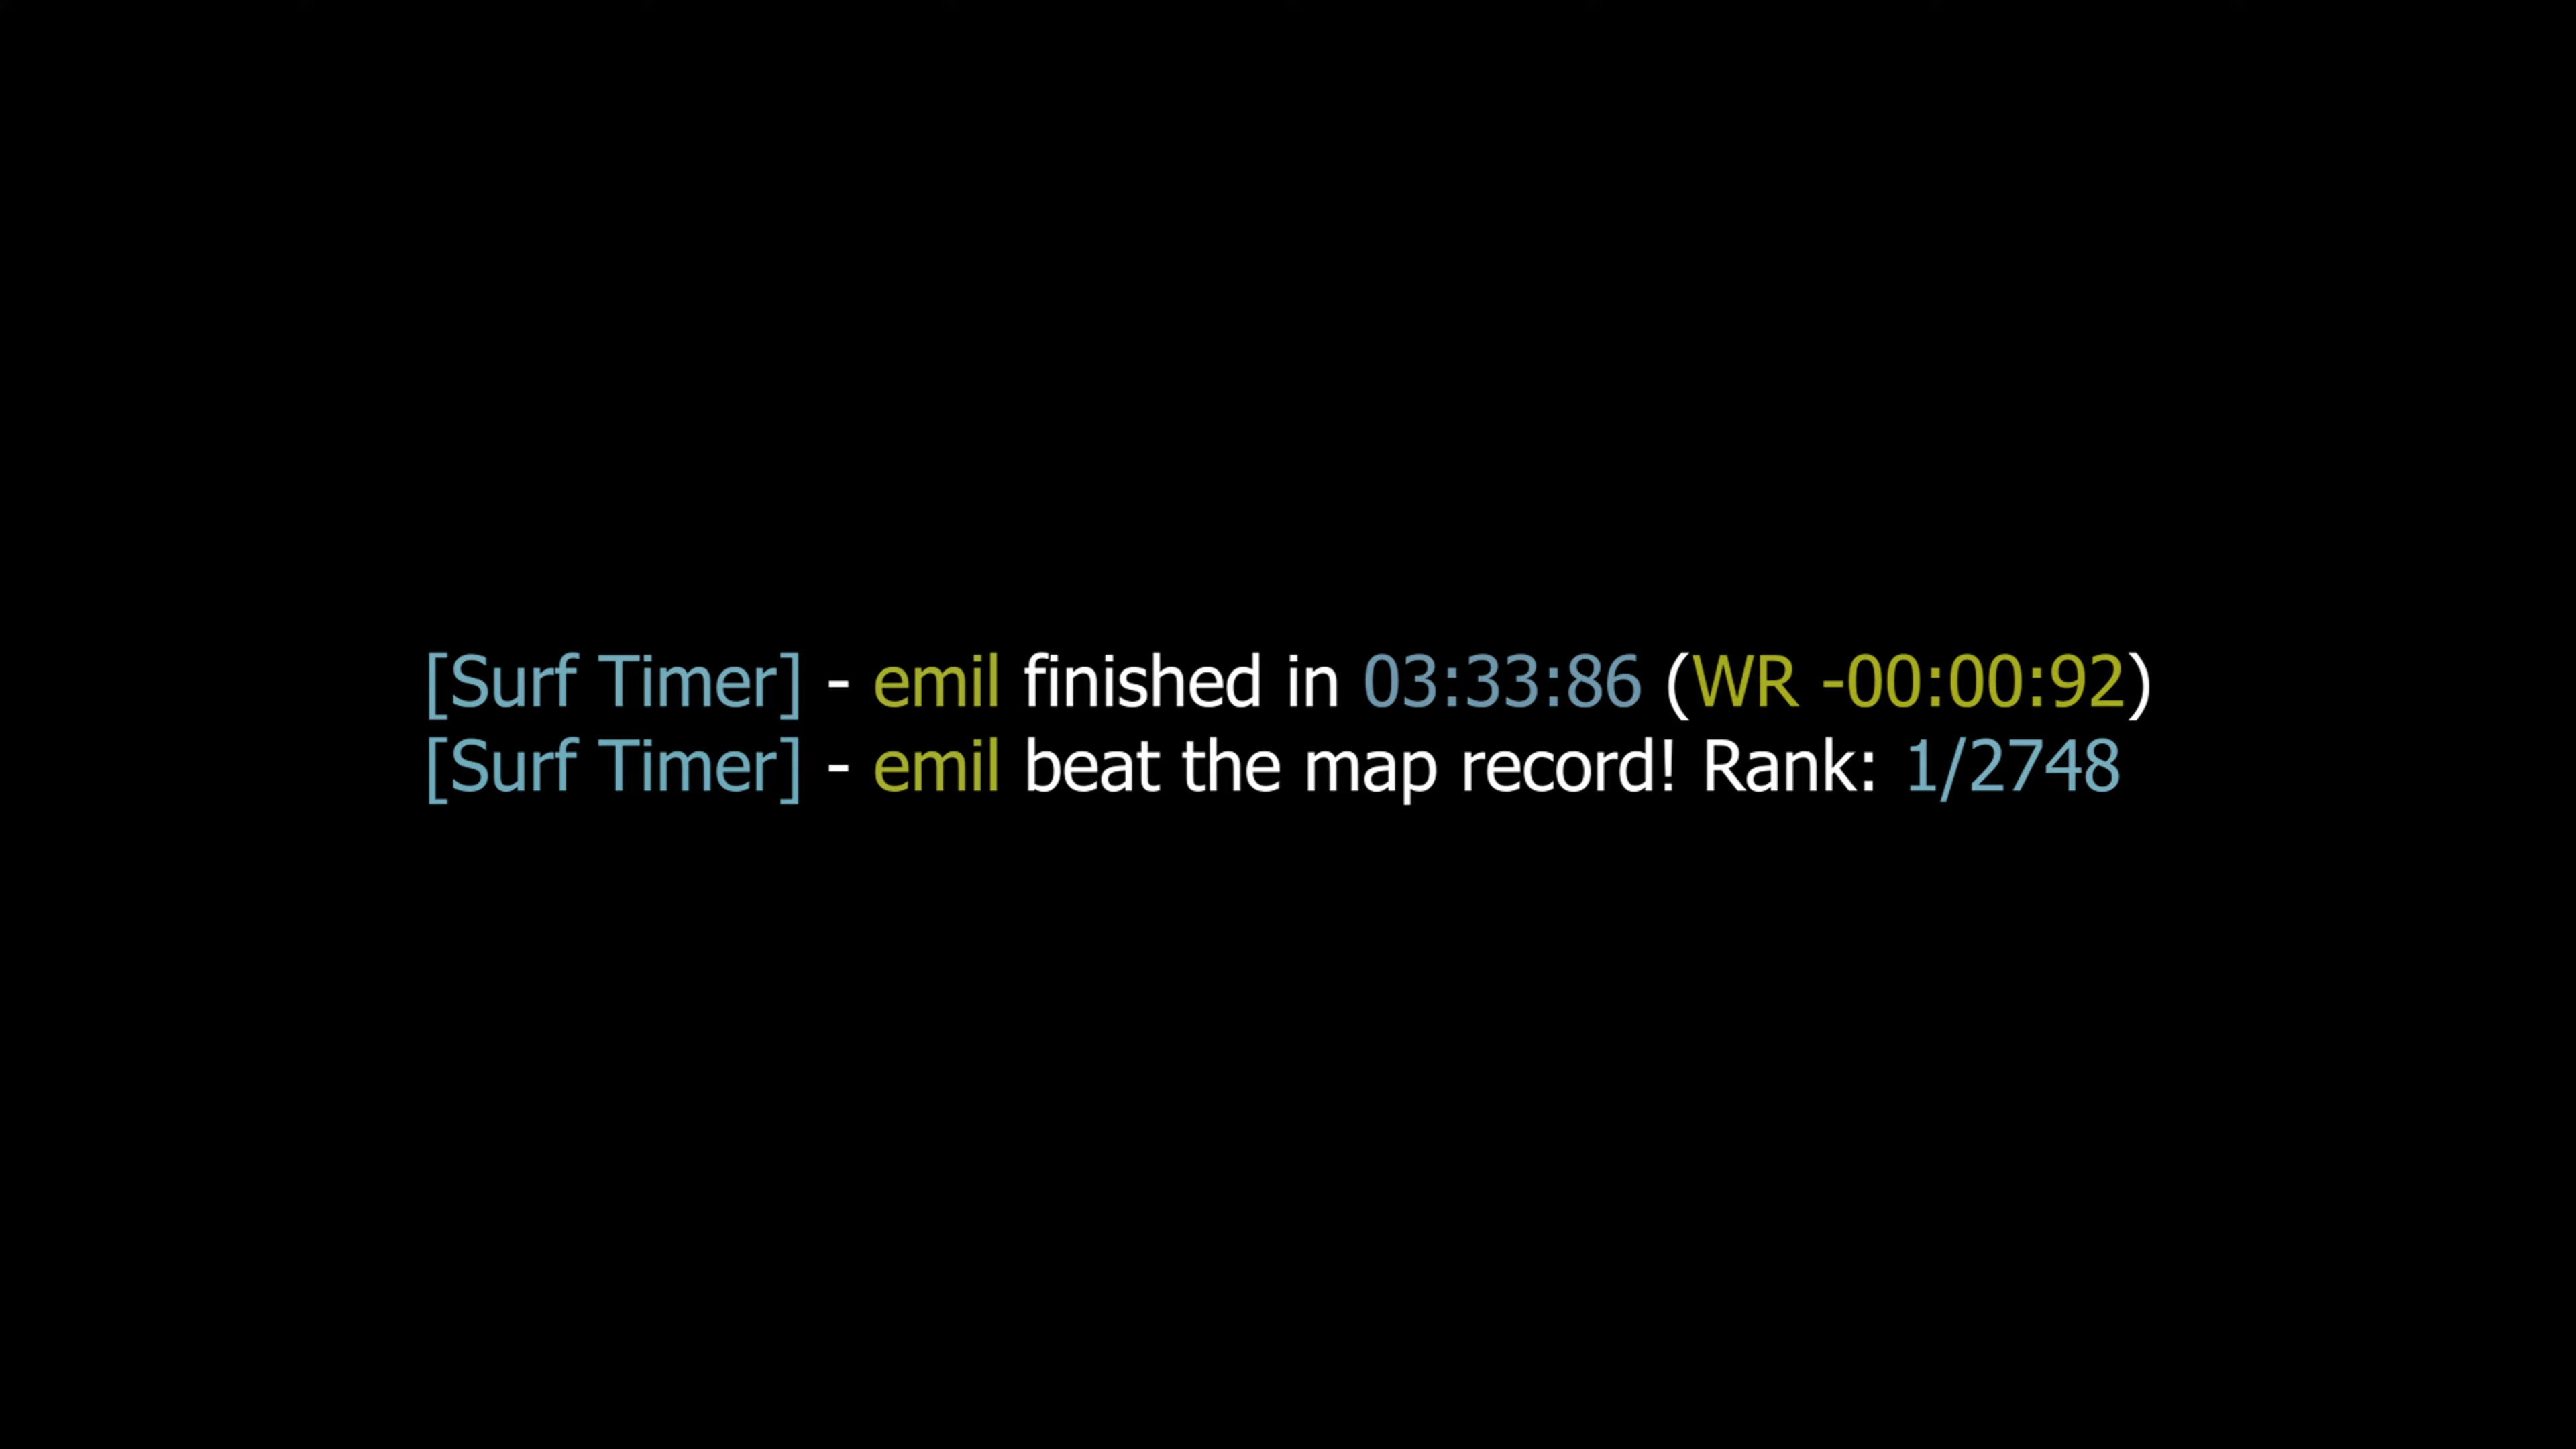 [Surf Timer] - emil finished in 03:33:86 (WR -00:00:92)
[Surf Timer] - emil beat the map record! Rank: 1/2748